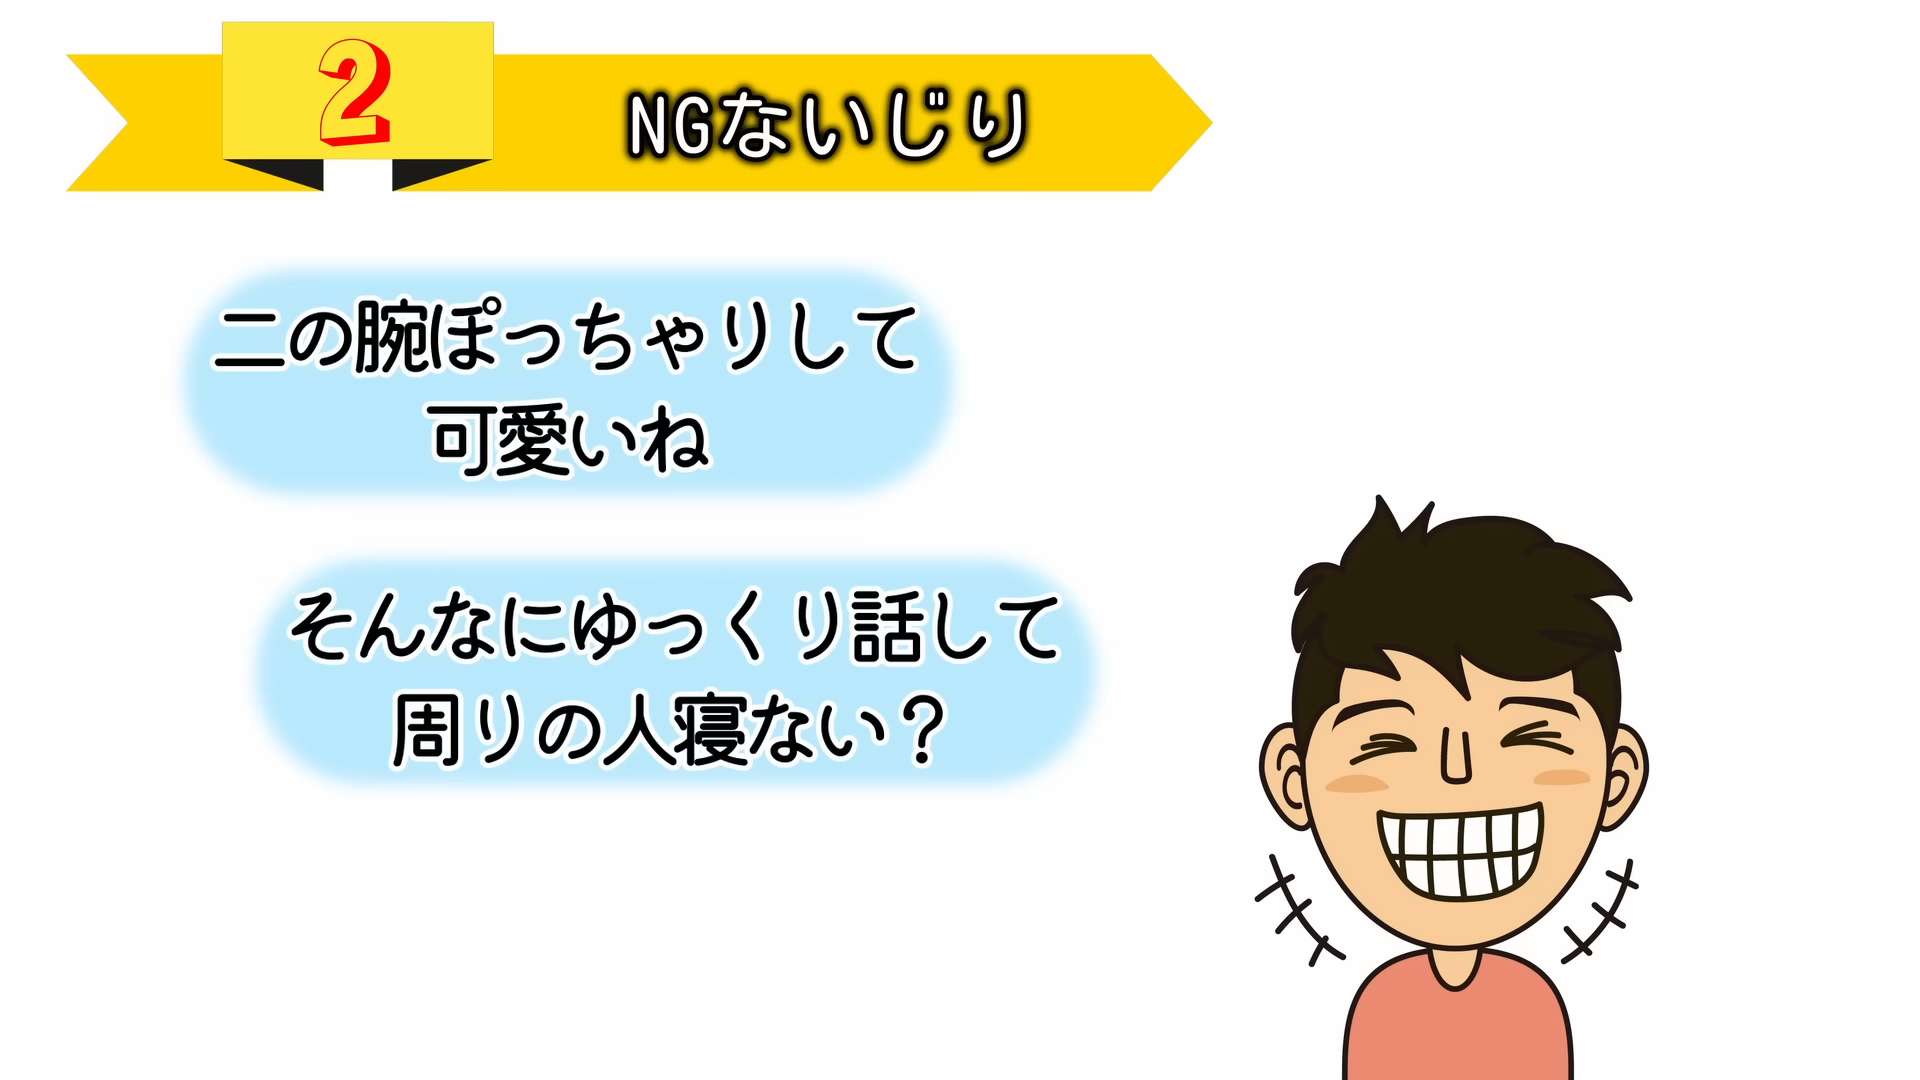 2
NGないじり
二の腕ぽっちゃりして
可愛いね
そんなにゆっくり話して
周りの人寝ない？